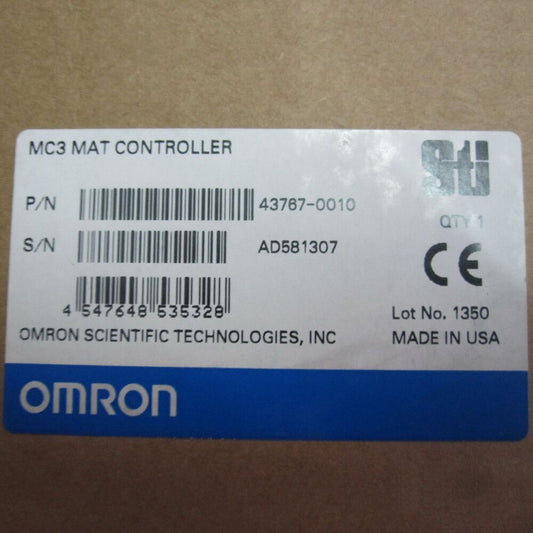 MC3 MAT CONTROLLER
Sti
P/N 43767-0010
QTY 1
S/N AD581307
CE
4 547648 535328
Lot No. 1350
OMRON SCIENTIFIC TECHNOLOGIES, INC
MADE IN USA
OMRON